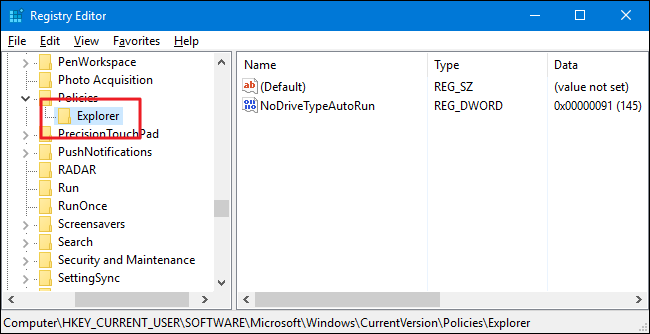 Registry Editor
File Edit View Favorites Help
PenWorkspace
Photo Acquisition
Policies
Explorer
PrecisionTouchPad
PushNotifications
RADAR
Run
RunOnce
Screensavers
Search
Security and Maintenance
SettingSync
Name Type Data
ab (Default) REG_SZ (value not set)
NoDriveTypeAutoRun REG_DWORD 0x00000091 (145)
Computer\HKEY_CURRENT_USER\SOFTWARE\Microsoft\Windows\CurrentVersion\Policies\Explorer